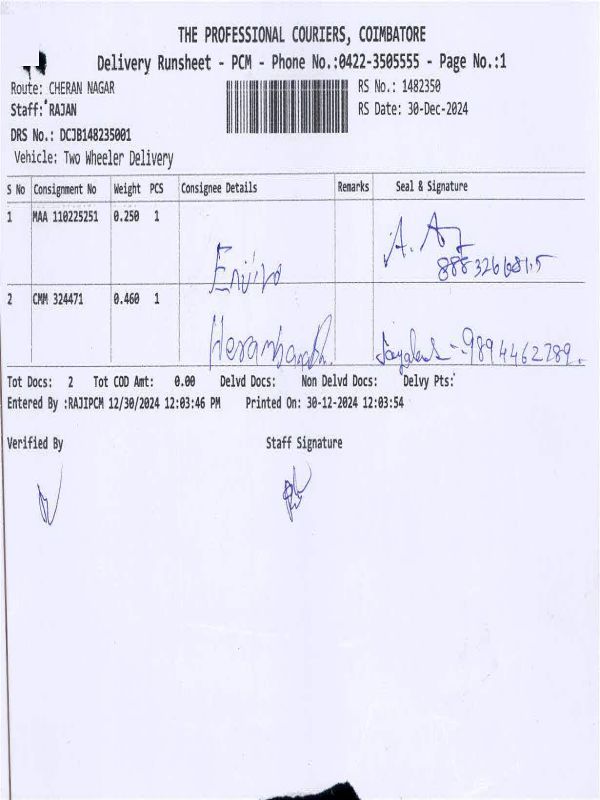 THE PROFESSIONAL COURIERS, COIMBATORE
Delivery Runsheet - PCM - Phone No.:0422-3505555 - Page No.:1
Route: CHERAN NAGAR RS No.: 1482350
Staff: RAJAN RS Date: 30-Dec-2024
DRS No.: DCJB148235001
Vehicle: Two Wheeler Delivery
S No Consignment No Weight PCS Consignee Details Remarks Seal & Signature
1 MAA 110225251 0.250 1
Enviro
2 CMM 324471 0.460 1
9894462789.
Tot Docs: 2 Tot COD Amt: 0.00 Delvd Docs: Non Delvd Docs: Delvy Pts:
Entered By :RAJIPCM 12/30/2024 12:03:46 PM Printed On: 30-12-2024 12:03:54
Verified By Staff Signature